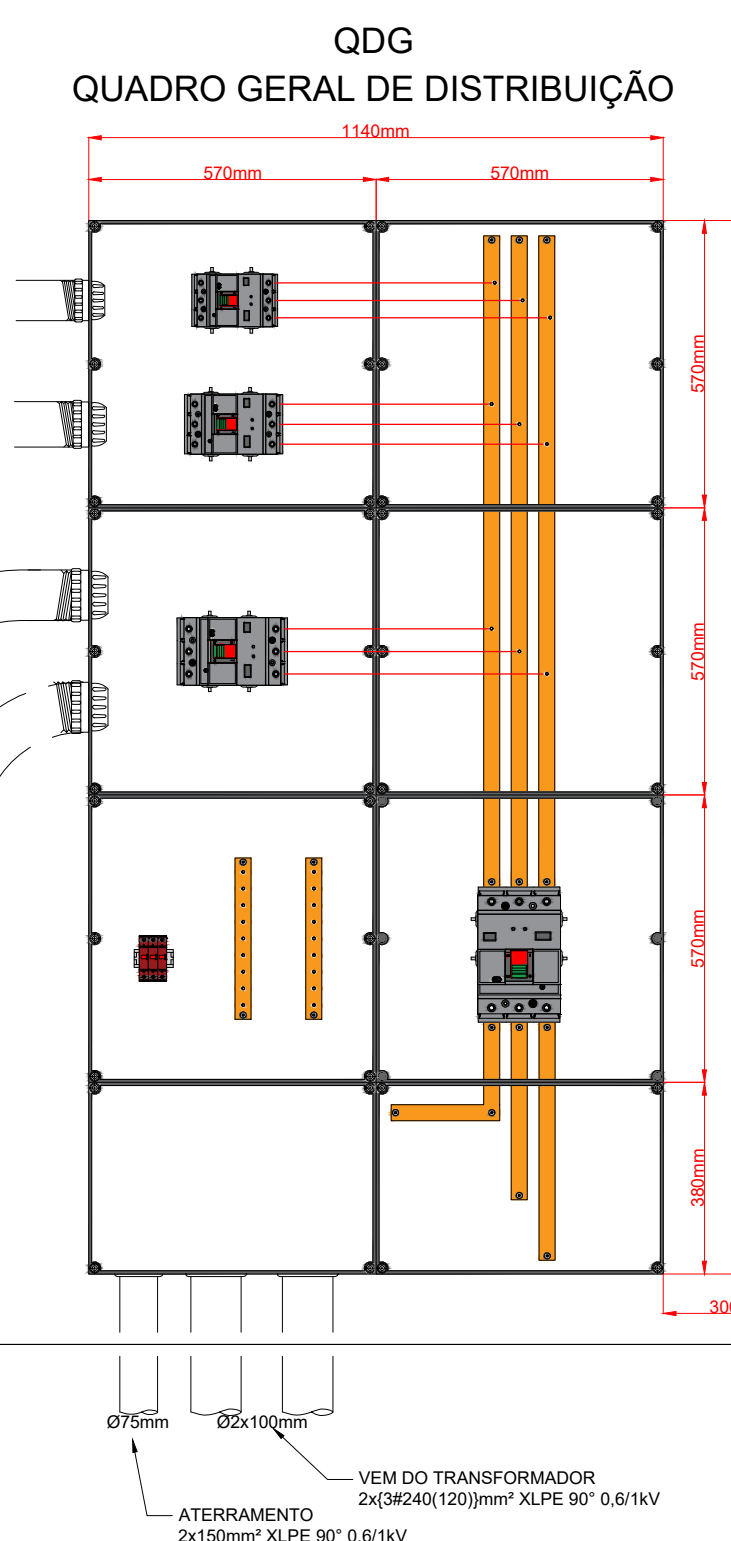 QDG
QUADRO GERAL DE DISTRIBUIÇÃO
1140mm
570mm
570mm
570mm
570mm
570mm
380mm
Ø75mm
Ø2x100mm
VEM DO TRANSFORMADOR
2x{3#240(120)}mm² XLPE 90° 0,6/1kV
ATERRAMENTO
2x150mm² XLPE 90° 0,6/1kV